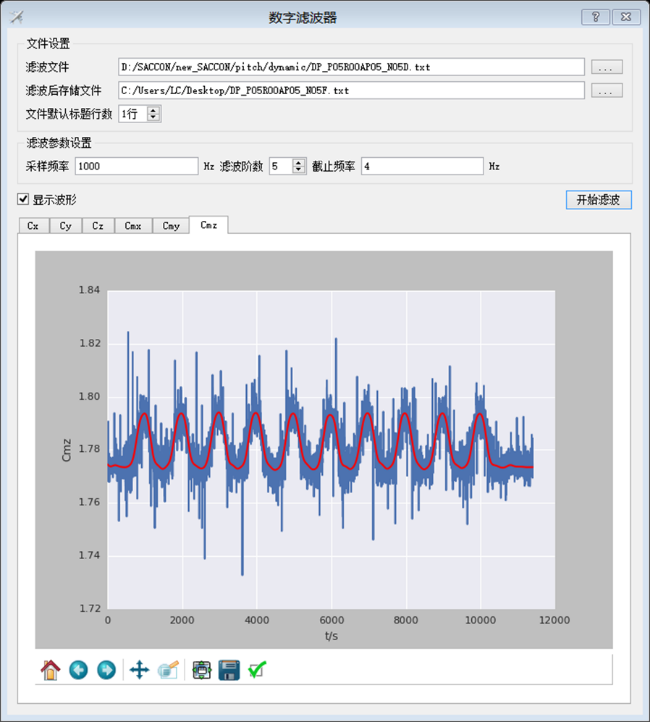 数字滤波器
文件设置
滤波文件 D:/SACCON/new_SACCON/pitch/dynamic/DP_P05R00AP05_N05D.txt ...
滤波后存储文件 C:/Users/LC/Desktop/DP_P05R00AP05_N05F.txt ...
文件默认标题行数 1行
滤波参数设置
采样频率 1000 Hz 滤波阶数 5 截止频率 4 Hz
显示波形 开始滤波
Cx Cy Cz Cmx Cmy Cmz
1.84
1.82
1.80
1.78
1.76
1.74
1.72
Cmz
0 2000 4000 6000 8000 10000 12000
t/s